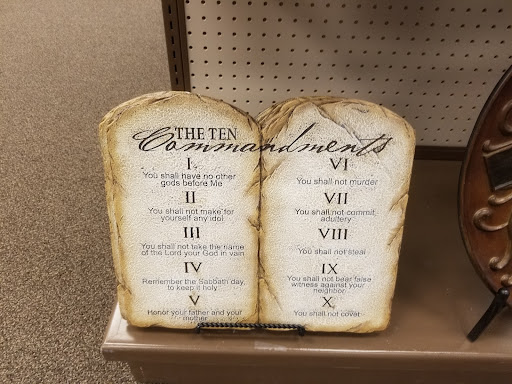 THE TEN
Commandments
I
You shall have no other
gods before Me
II
You shall not make for
yourself any idol
III
You shall not take the name
of the Lord your God in vain
IV
Remember the Sabbath day,
to keep it holy
V
Honor your father and your
mother
VI
You shall not murder
VII
You shall not commit
adultery
VIII
You shall not steal
IX
You shall not bear false
witness against your
neighbor
X
You shall not covet